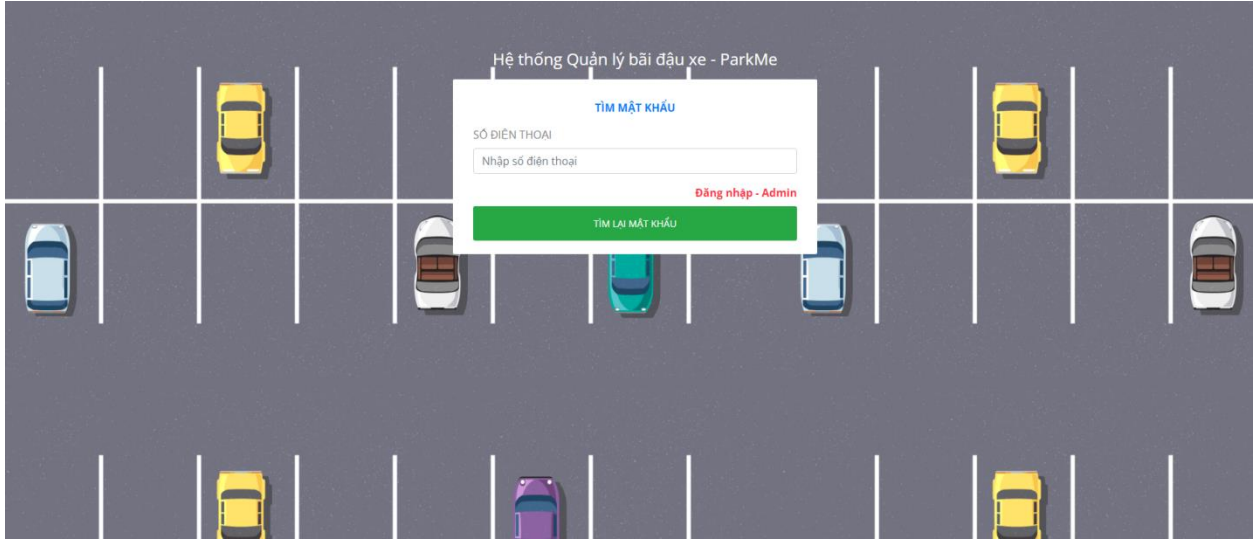 Hệ thống Quản lý bãi đậu xe - ParkMe
TÌM MẬT KHẨU
SỐ ĐIỆN THOẠI
Nhập số điện thoại
Đăng nhập - Admin
TÌM LẠI MẬT KHẨU